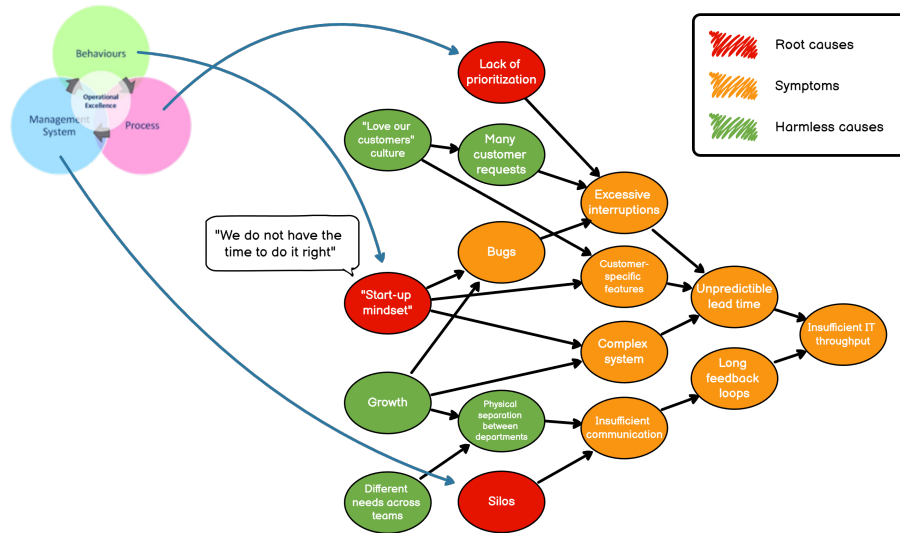 Behaviours
Operational
Excellence
Management
System
Process
Root causes
Symptoms
Harmless causes
Lack of
prioritization
"Love our
customers"
culture
Many
customer
requests
Excessive
interruptions
"We do not have the
time to do it right"
Bugs
Customer-
specific
features
"Start-up
mindset"
Unpredictible
lead time
Insufficient IT
throughput
Complex
system
Long
feedback
loops
Growth
Physical
separation
between
departments
Insufficient
communication
Different
needs across
teams
Silos